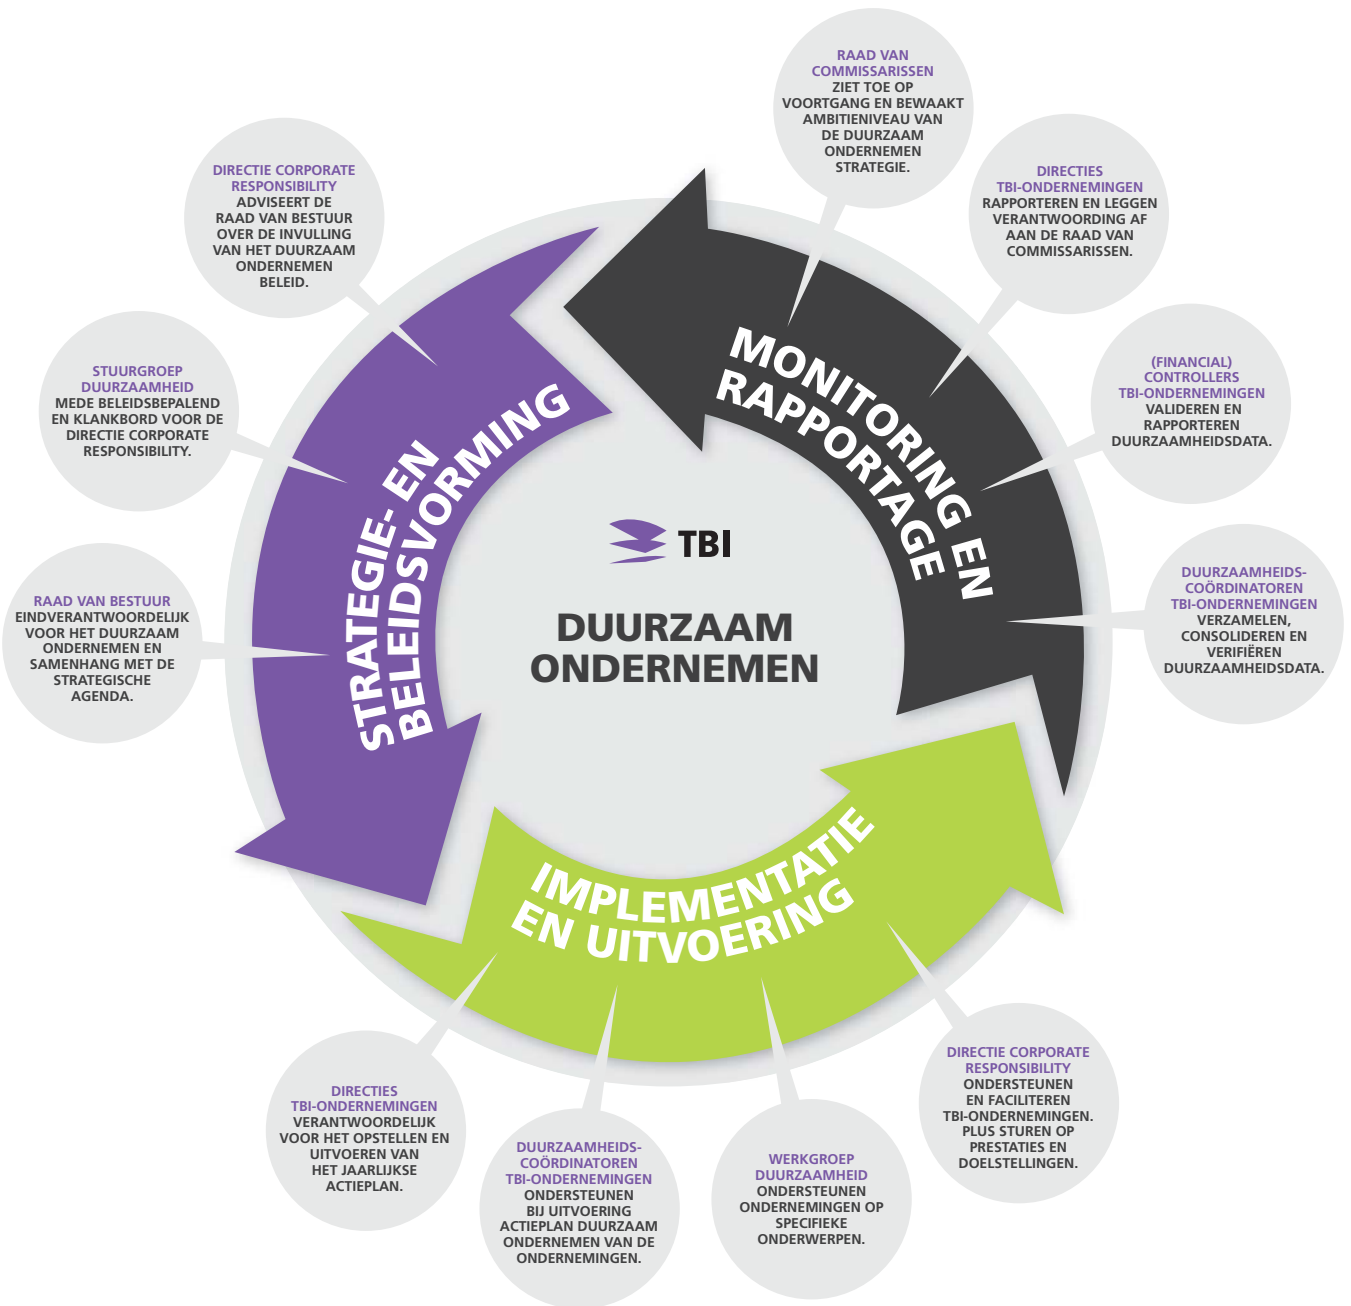 RAAD VAN
COMMISSARISSEN
ZIET TOE OP
VOORTGANG EN BEWAAKT
AMBITIENIVEAU VAN
DE DUURZAAM
ONDERNEMEN
STRATEGIE.
DIRECTIES
TBI-ONDERNEMINGEN
RAPPORTEREN EN LEGGEN
VERANTWOORDING AF
AAN DE RAAD VAN
COMMISSARISSEN.
(FINANCIAL)
CONTROLLERS
TBI-ONDERNEMINGEN
VALIDEREN EN
RAPPORTEREN
DUURZAAMHEIDSDATA.
DUURZAAMHEIDS-
COÖRDINATOREN
TBI-ONDERNEMINGEN
VERZAMELEN,
CONSOLIDEREN EN
VERIFIËREN
DUURZAAMHEIDSDATA.
DIRECTIE CORPORATE
RESPONSIBILITY
ADVISEERT DE
RAAD VAN BESTUUR
OVER DE INVULLING
VAN HET DUURZAAM
ONDERNEMEN
BELEID.
STUURGROEP
DUURZAAMHEID
MEDE BELEIDSBEPALEND
EN KLANKBORD VOOR DE
DIRECTIE CORPORATE
RESPONSIBILITY.
RAAD VAN BESTUUR
EINDVERANTWOORDELIJK
VOOR HET DUURZAAM
ONDERNEMEN EN
SAMENHANG MET DE
STRATEGISCHE
AGENDA.
MONITORING EN
RAPPORTAGE
STRATEGIE- EN
BELEIDSVORMING
TBI
DUURZAAM
ONDERNEMEN
IMPLEMENTATIE
EN UITVOERING
DIRECTIES
TBI-ONDERNEMINGEN
VERANTWOORDELIJK
VOOR HET OPSTELLEN EN
UITVOEREN VAN
HET JAARLIJKSE
ACTIEPLAN.
DUURZAAMHEIDS-
COÖRDINATOREN
TBI-ONDERNEMINGEN
ONDERSTEUNEN
BIJ UITVOERING
ACTIEPLAN DUURZAAM
ONDERNEMEN VAN DE
ONDERNEMINGEN.
WERKGROEP
DUURZAAMHEID
ONDERSTEUNEN
ONDERNEMINGEN OP
SPECIFIEKE
ONDERWERPEN.
DIRECTIE CORPORATE
RESPONSIBILITY
ONDERSTEUNEN
EN FACILITEREN
TBI-ONDERNEMINGEN.
PLUS STUREN OP
PRESTATIES EN
DOELSTELLINGEN.